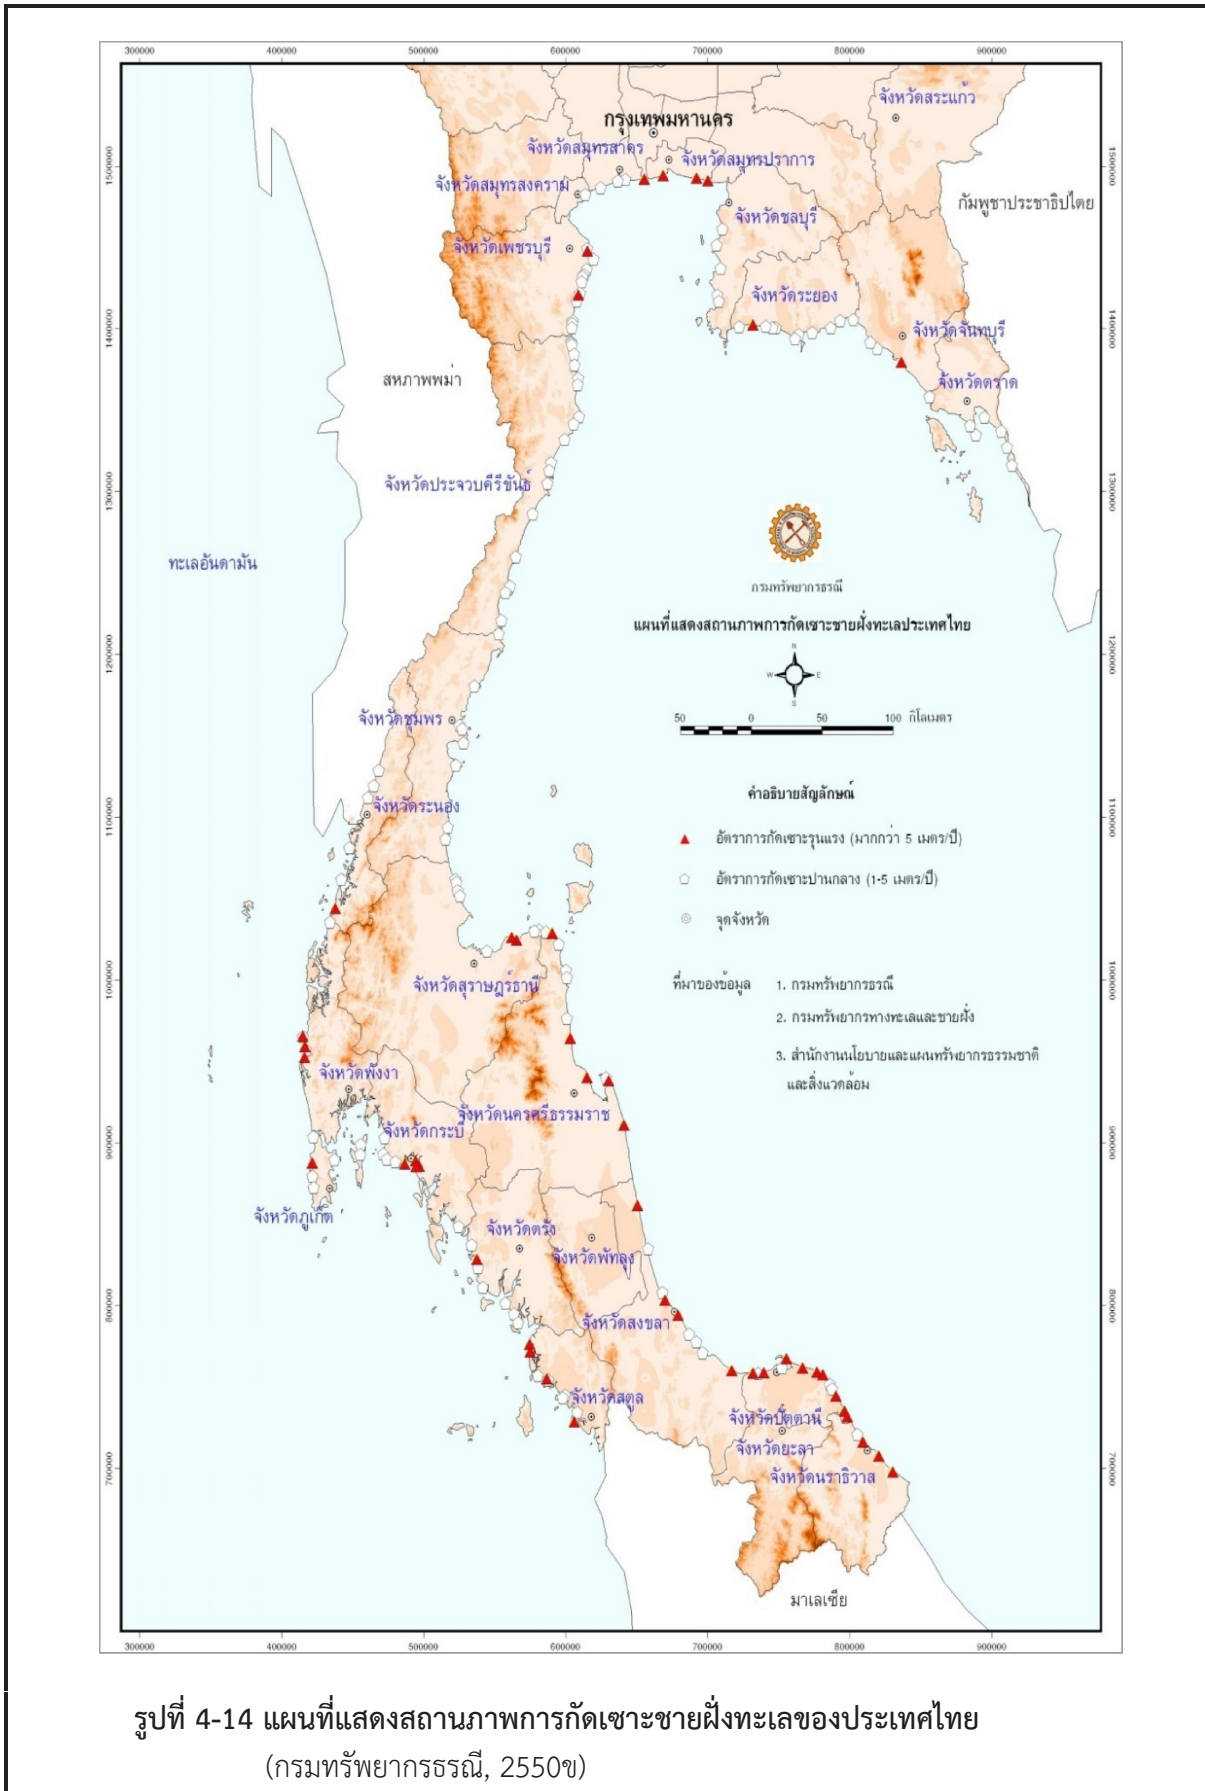 300000 400000 500000 600000 700000 800000 900000
จังหวัดสระแก้ว
กรุงเทพมหานคร
จังหวัดสมุทรสาคร
จังหวัดสมุทรปราการ
1500000
1500000
จังหวัดสมุทรสงคราม
กัมพูชาประชาธิปไตย
จังหวัดชลบุรี
จังหวัดเพชรบุรี
จังหวัดระยอง
1400000
1400000
จังหวัดจันทบุรี
สหภาพพม่า
จังหวัดตราด
จังหวัดประจวบคีรีขันธ์
1300000
1300000
ทะเลอันดามัน
กรมทรัพยากรธรณี
แผนที่แสดงสถานภาพการกัดเซาะชายฝั่งทะเลประเทศไทย
1200000
1200000
N
W E
S
จังหวัดชุมพร
50 0 50 100 กิโลเมตร
คำอธิบายสัญลักษณ์
จังหวัดระนอง
1100000
1100000
อัตราการกัดเซาะรุนแรง (มากกว่า 5 เมตร/ปี)
อัตราการกัดเซาะปานกลาง (1-5 เมตร/ปี)
จุดจังหวัด
1000000
1000000
จังหวัดสุราษฎร์ธานี
ที่มาของข้อมูล 1. กรมทรัพยากรธรณี
2. กรมทรัพยากรทางทะเลและชายฝั่ง
3. สำนักงานนโยบายและแผนทรัพยากรธรรมชาติ
และสิ่งแวดล้อม
จังหวัดพังงา
จังหวัดนครศรีธรรมราช
จังหวัดกระบี่
900000
900000
จังหวัดภูเก็ต
จังหวัดตรัง
จังหวัดพัทลุง
800000
800000
จังหวัดสงขลา
จังหวัดสตูล
จังหวัดปัตตานี
จังหวัดยะลา
จังหวัดนราธิวาส
700000
700000
มาเลเซีย
300000 400000 500000 600000 700000 800000 900000
รูปที่ 4-14 แผนที่แสดงสถานภาพการกัดเซาะชายฝั่งทะเลของประเทศไทย
(กรมทรัพยากรธรณี, 2550ข)